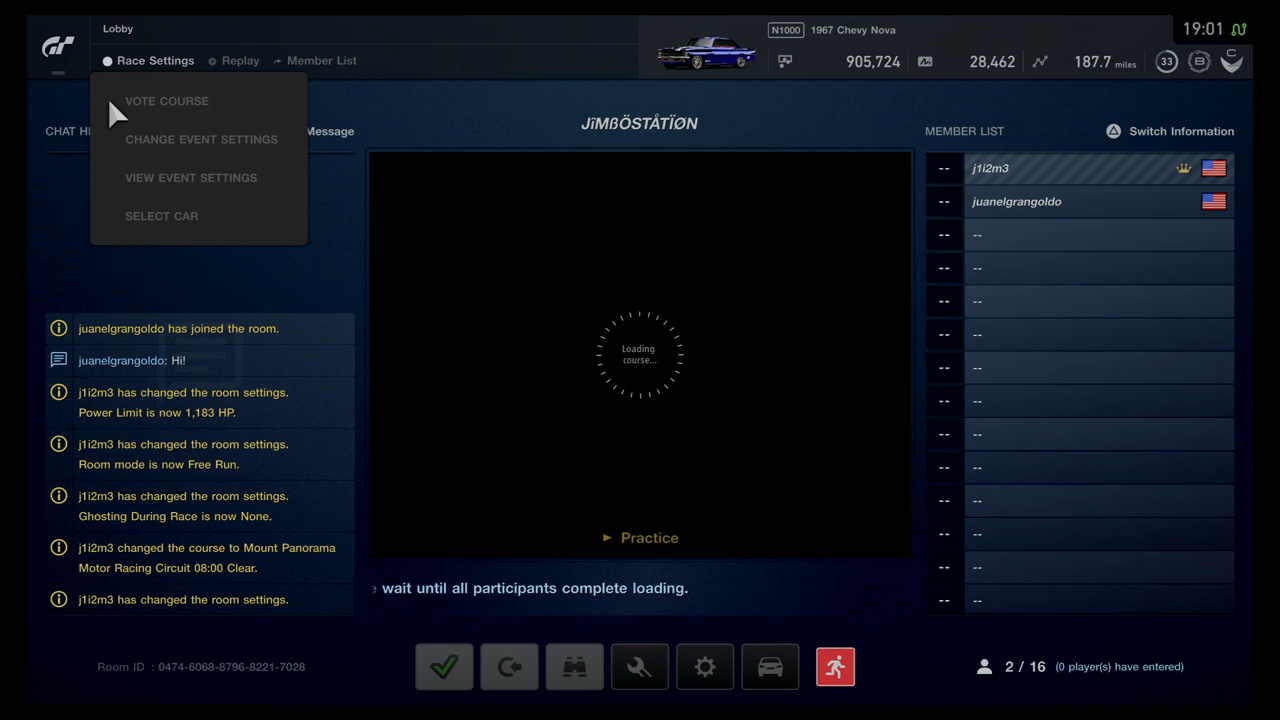 Lobby
N1000 1967 Chevy Nova
19:01
Race Settings Replay Member List
905,724 28,462 187.7 miles 33 B C
VOTE COURSE
CHANGE EVENT SETTINGS
VIEW EVENT SETTINGS
SELECT CAR
CHAT HI
Message
JïMßÖSTÅTÏØN
MEMBER LIST
Switch Information
-- j1i2m3
-- juanelgrangoldo
-- --
-- --
-- --
-- --
-- --
-- --
-- --
-- --
-- --
-- --
-- --
-- --
juanelgrangoldo has joined the room.
juanelgrangoldo: Hi!
j1i2m3 has changed the room settings.
Power Limit is now 1,183 HP.
j1i2m3 has changed the room settings.
Room mode is now Free Run.
j1i2m3 has changed the room settings.
Ghosting During Race is now None.
j1i2m3 changed the course to Mount Panorama
Motor Racing Circuit 08:00 Clear.
j1i2m3 has changed the room settings.
Loading
course...
Practice
e wait until all participants complete loading.
Room ID : 0474-6068-8796-8221-7028
2 / 16 (0 player(s) have entered)